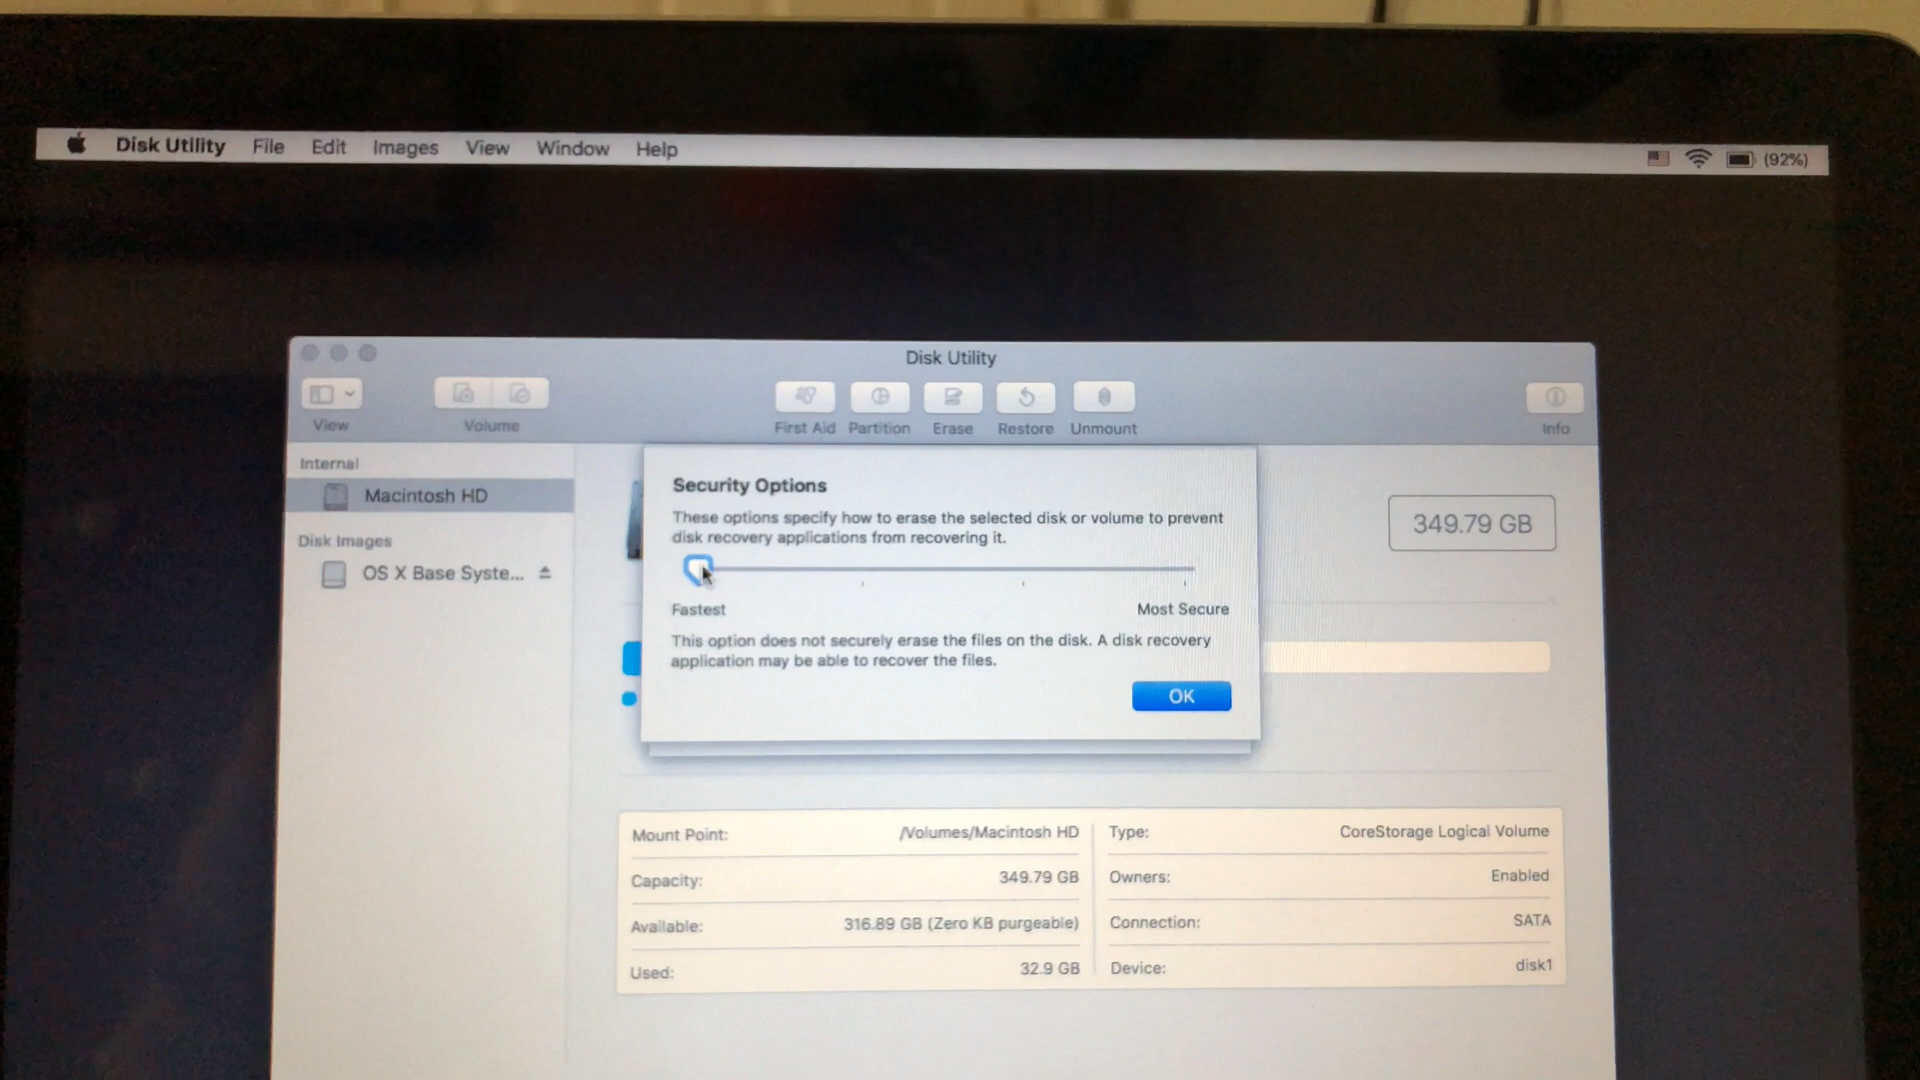 Disk Utility File Edit Images View Window Help (92%)
Disk Utility
View Volume First Aid Partition Erase Restore Unmount Info
Internal
Macintosh HD
Disk Images
OS X Base Syste...
Security Options
These options specify how to erase the selected disk or volume to prevent
disk recovery applications from recovering it.
Fastest Most Secure
This option does not securely erase the files on the disk. A disk recovery
application may be able to recover the files.
OK
349.79 GB
Mount Point: /Volumes/Macintosh HD
Capacity: 349.79 GB
Available: 316.89 GB (Zero KB purgeable)
Used: 32.9 GB
Type: CoreStorage Logical Volume
Owners: Enabled
Connection: SATA
Device: disk1